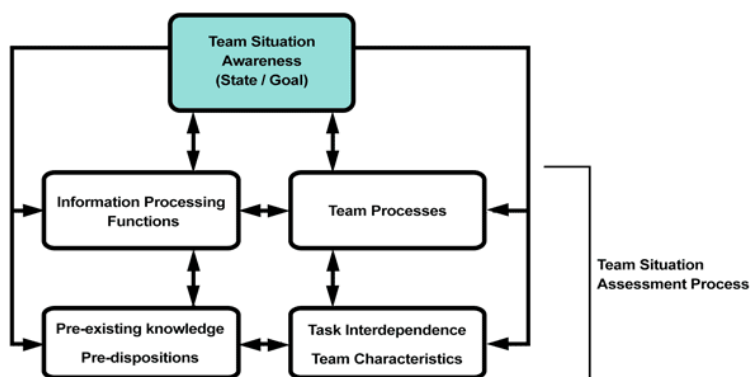 Team Situation
Awareness
(State / Goal)
Information Processing
Functions
Team Processes
Team Situation
Assessment Process
Pre-existing knowledge
Pre-dispositions
Task Interdependence
Team Characteristics